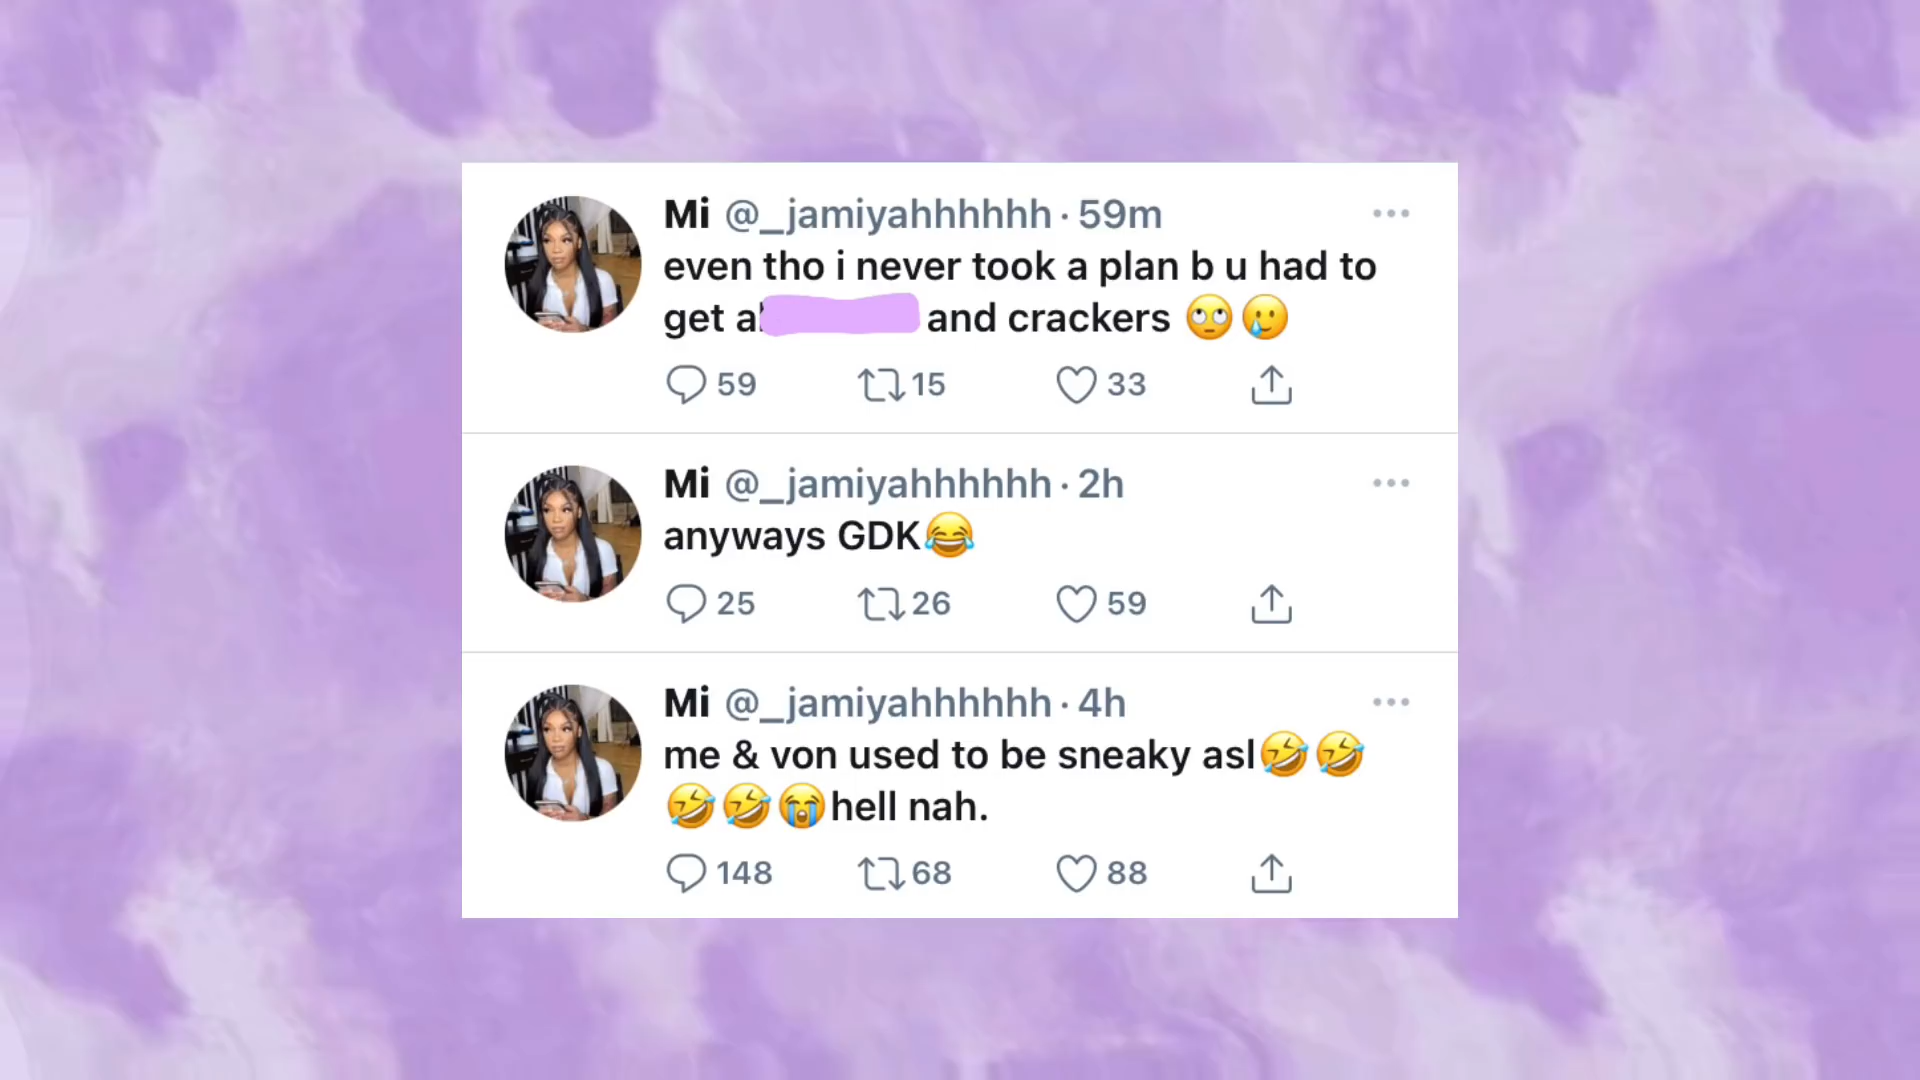 Mi @_jamiyahhhhhh · 59m
even tho i never took a plan b u had to
get and crackers 🙄🥲
59 15 33
Mi @_jamiyahhhhhh · 2h
anyways GDK😂
25 26 59
Mi @_jamiyahhhhhh · 4h
me & von used to be sneaky asl🤣🤣
🤣🤣😭hell nah.
148 68 88